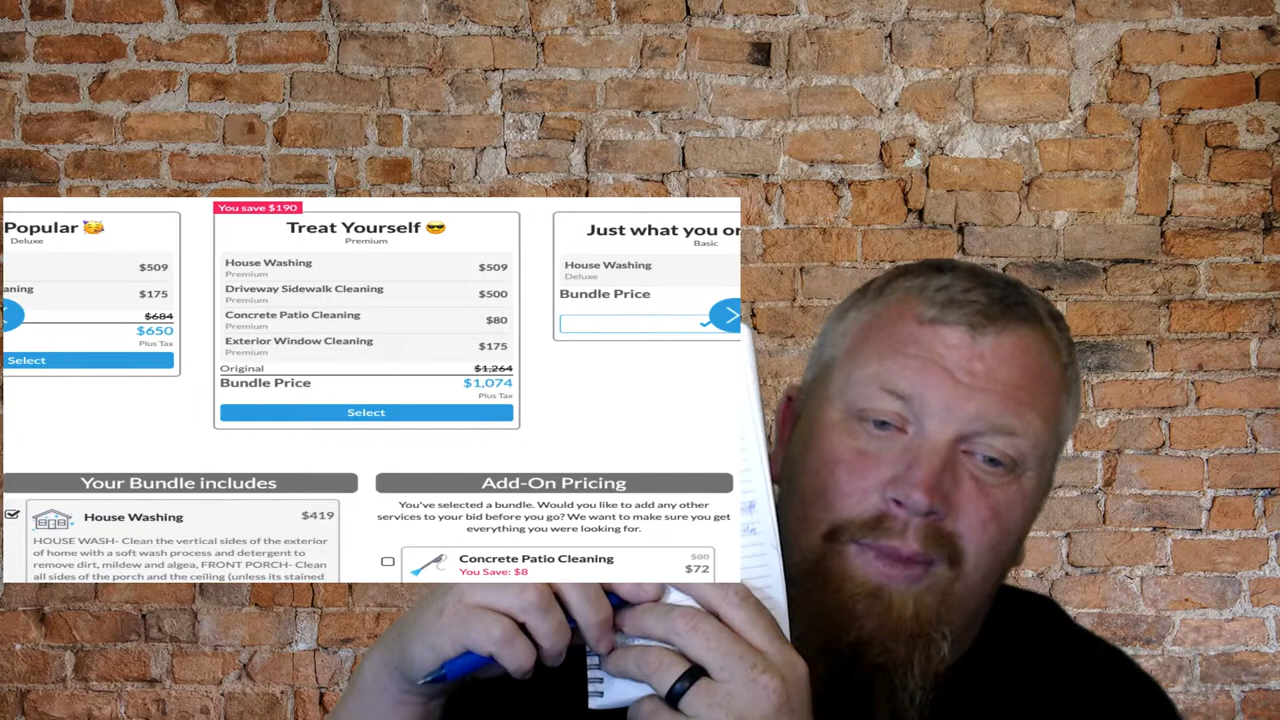 Popular 🥳
Deluxe
$509
aning $175
$684
$650
Plus Tax
Select
You save $190
Treat Yourself 😎
Premium
House Washing $509
Premium
Driveway Sidewalk Cleaning $500
Premium
Concrete Patio Cleaning $80
Premium
Exterior Window Cleaning $175
Premium
Original $1,264
Bundle Price $1,074
Plus Tax
Select
Just what you or
Basic
House Washing
Deluxe
Bundle Price
Your Bundle includes
House Washing $419
HOUSE WASH- Clean the vertical sides of the exterior
of home with a soft wash process and detergent to
remove dirt, mildew and algea, FRONT PORCH- Clean
all sides of the porch and the ceiling (unless its stained
Add-On Pricing
You've selected a bundle. Would you like to add any other
services to your bid before you go? We want to make sure you get
everything you were looking for.
Concrete Patio Cleaning $80
You Save: $8 $72